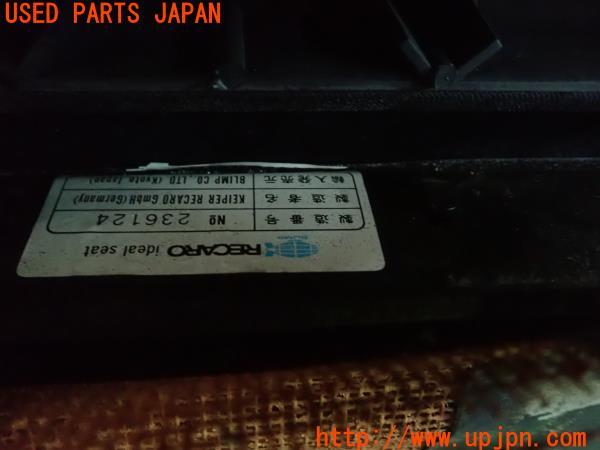 USED PARTS JAPAN
BLIMP
RECARO ideal seat
製造番号 NO 236124
製造者名 KEIPER RECARO GmbH (Germany)
輸入発売元 BLIMP CO., LTD (Kyoto Japan)
http://www.upjpn.com